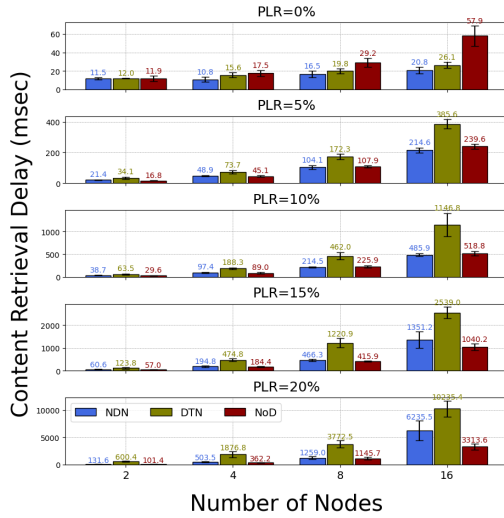 PLR=0%
60
40
20
0
11.5 12.0 11.9
10.8 15.6 17.5
16.5 19.8 29.2
20.8 26.1 57.9
PLR=5%
400
200
0
21.4 34.1 16.8
48.9 73.7 45.1
104.1 172.3 107.9
214.6 385.6 239.6
PLR=10%
1000
500
0
38.7 63.5 29.6
97.4 188.3 89.0
214.5 462.0 225.9
485.9 1146.8 518.8
PLR=15%
2000
1000
0
60.6 123.8 57.0
194.8 474.8 184.4
466.3 1220.9 415.9
1351.2 2539.0 1040.2
PLR=20%
10000
5000
0
NDN DTN NoD
131.6 600.4 101.4
503.5 1876.8 362.2
1259.0 3772.5 1145.7
6235.5 10235.4 3313.6
2 4 8 16
Number of Nodes
Content Retrieval Delay (msec)